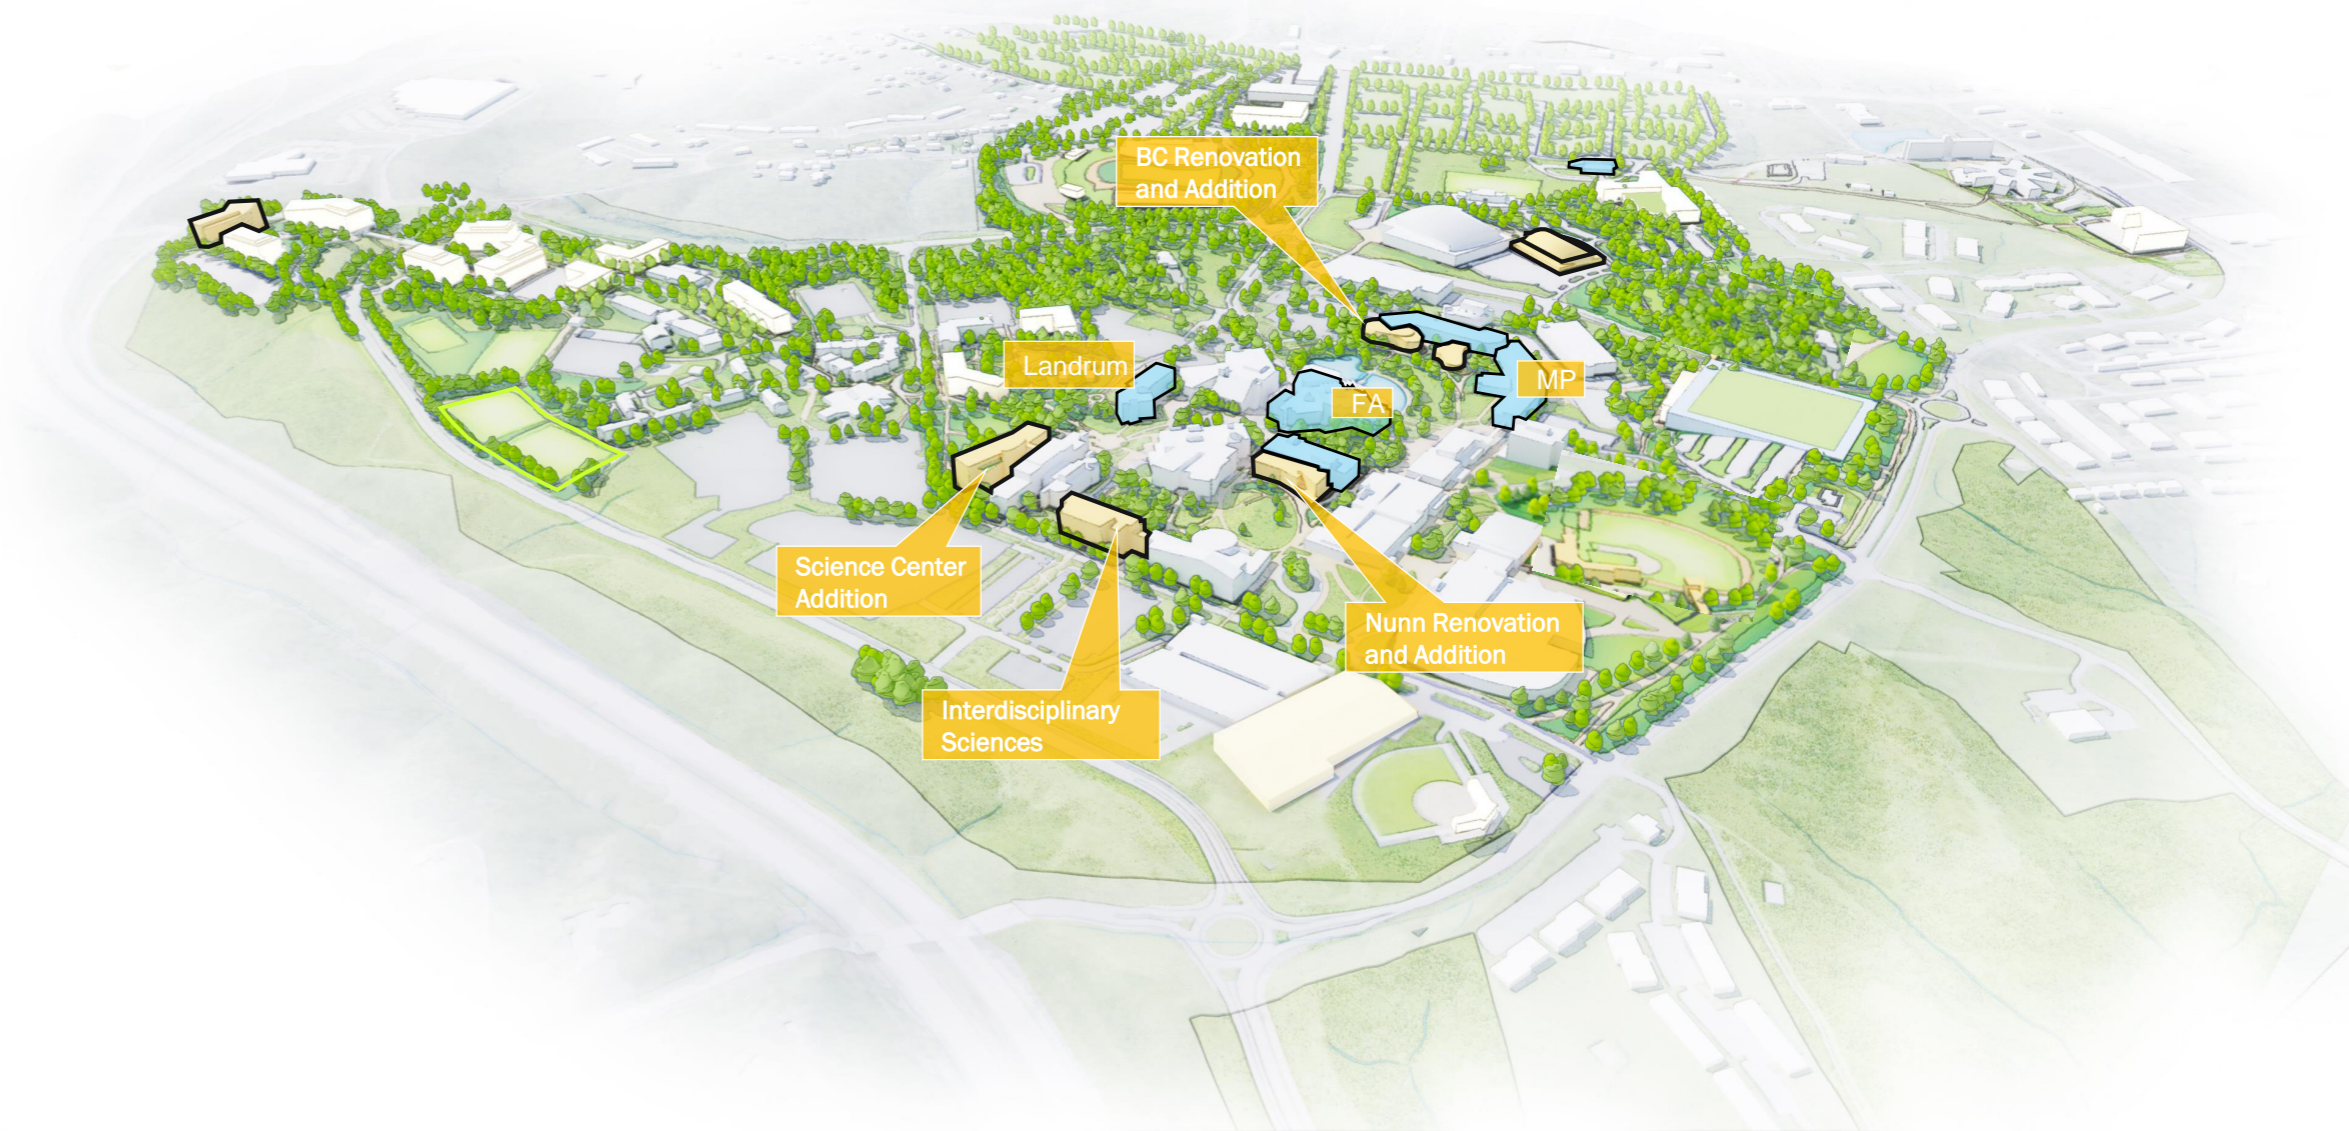 BC Renovation
and Addition
Landrum
MP
FA
Science Center
Addition
Nunn Renovation
and Addition
Interdisciplinary
Sciences